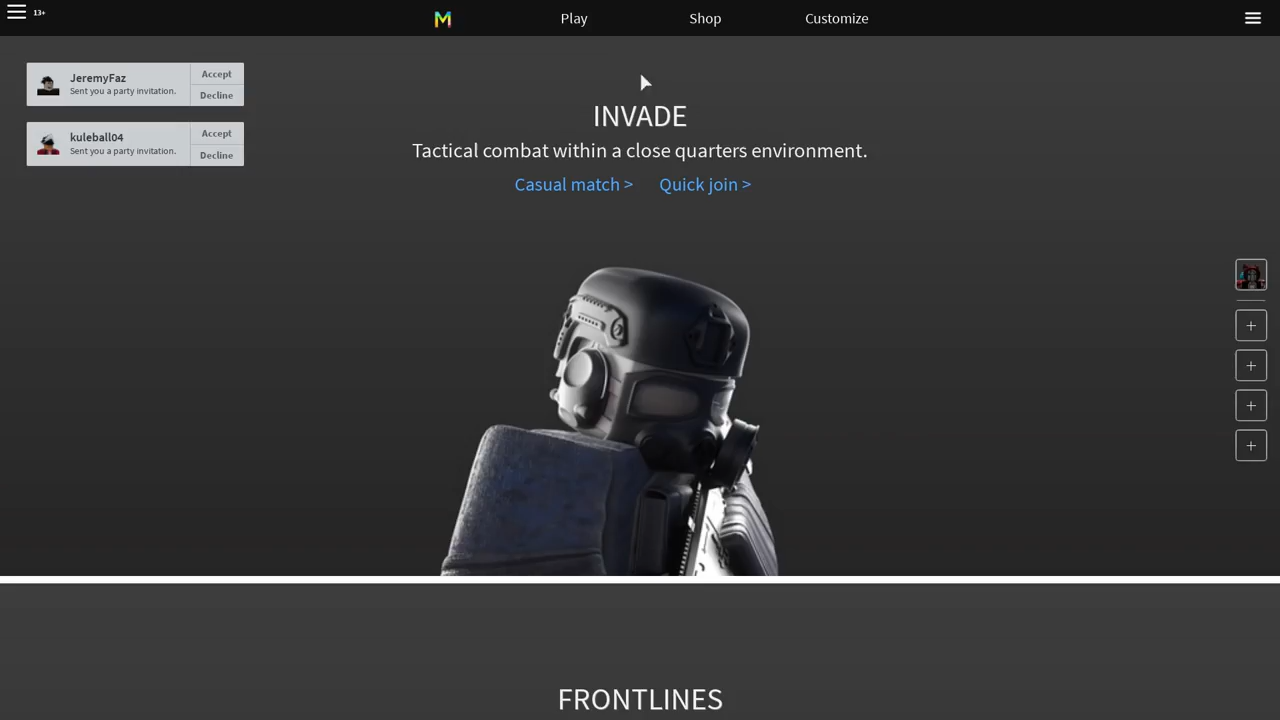 13+
M
Play
Shop
Customize
JeremyFaz
Sent you a party invitation.
Accept
Decline
kuleball04
Sent you a party invitation.
Accept
Decline
INVADE
Tactical combat within a close quarters environment.
Casual match >
Quick join >
+
+
+
+
FRONTLINES